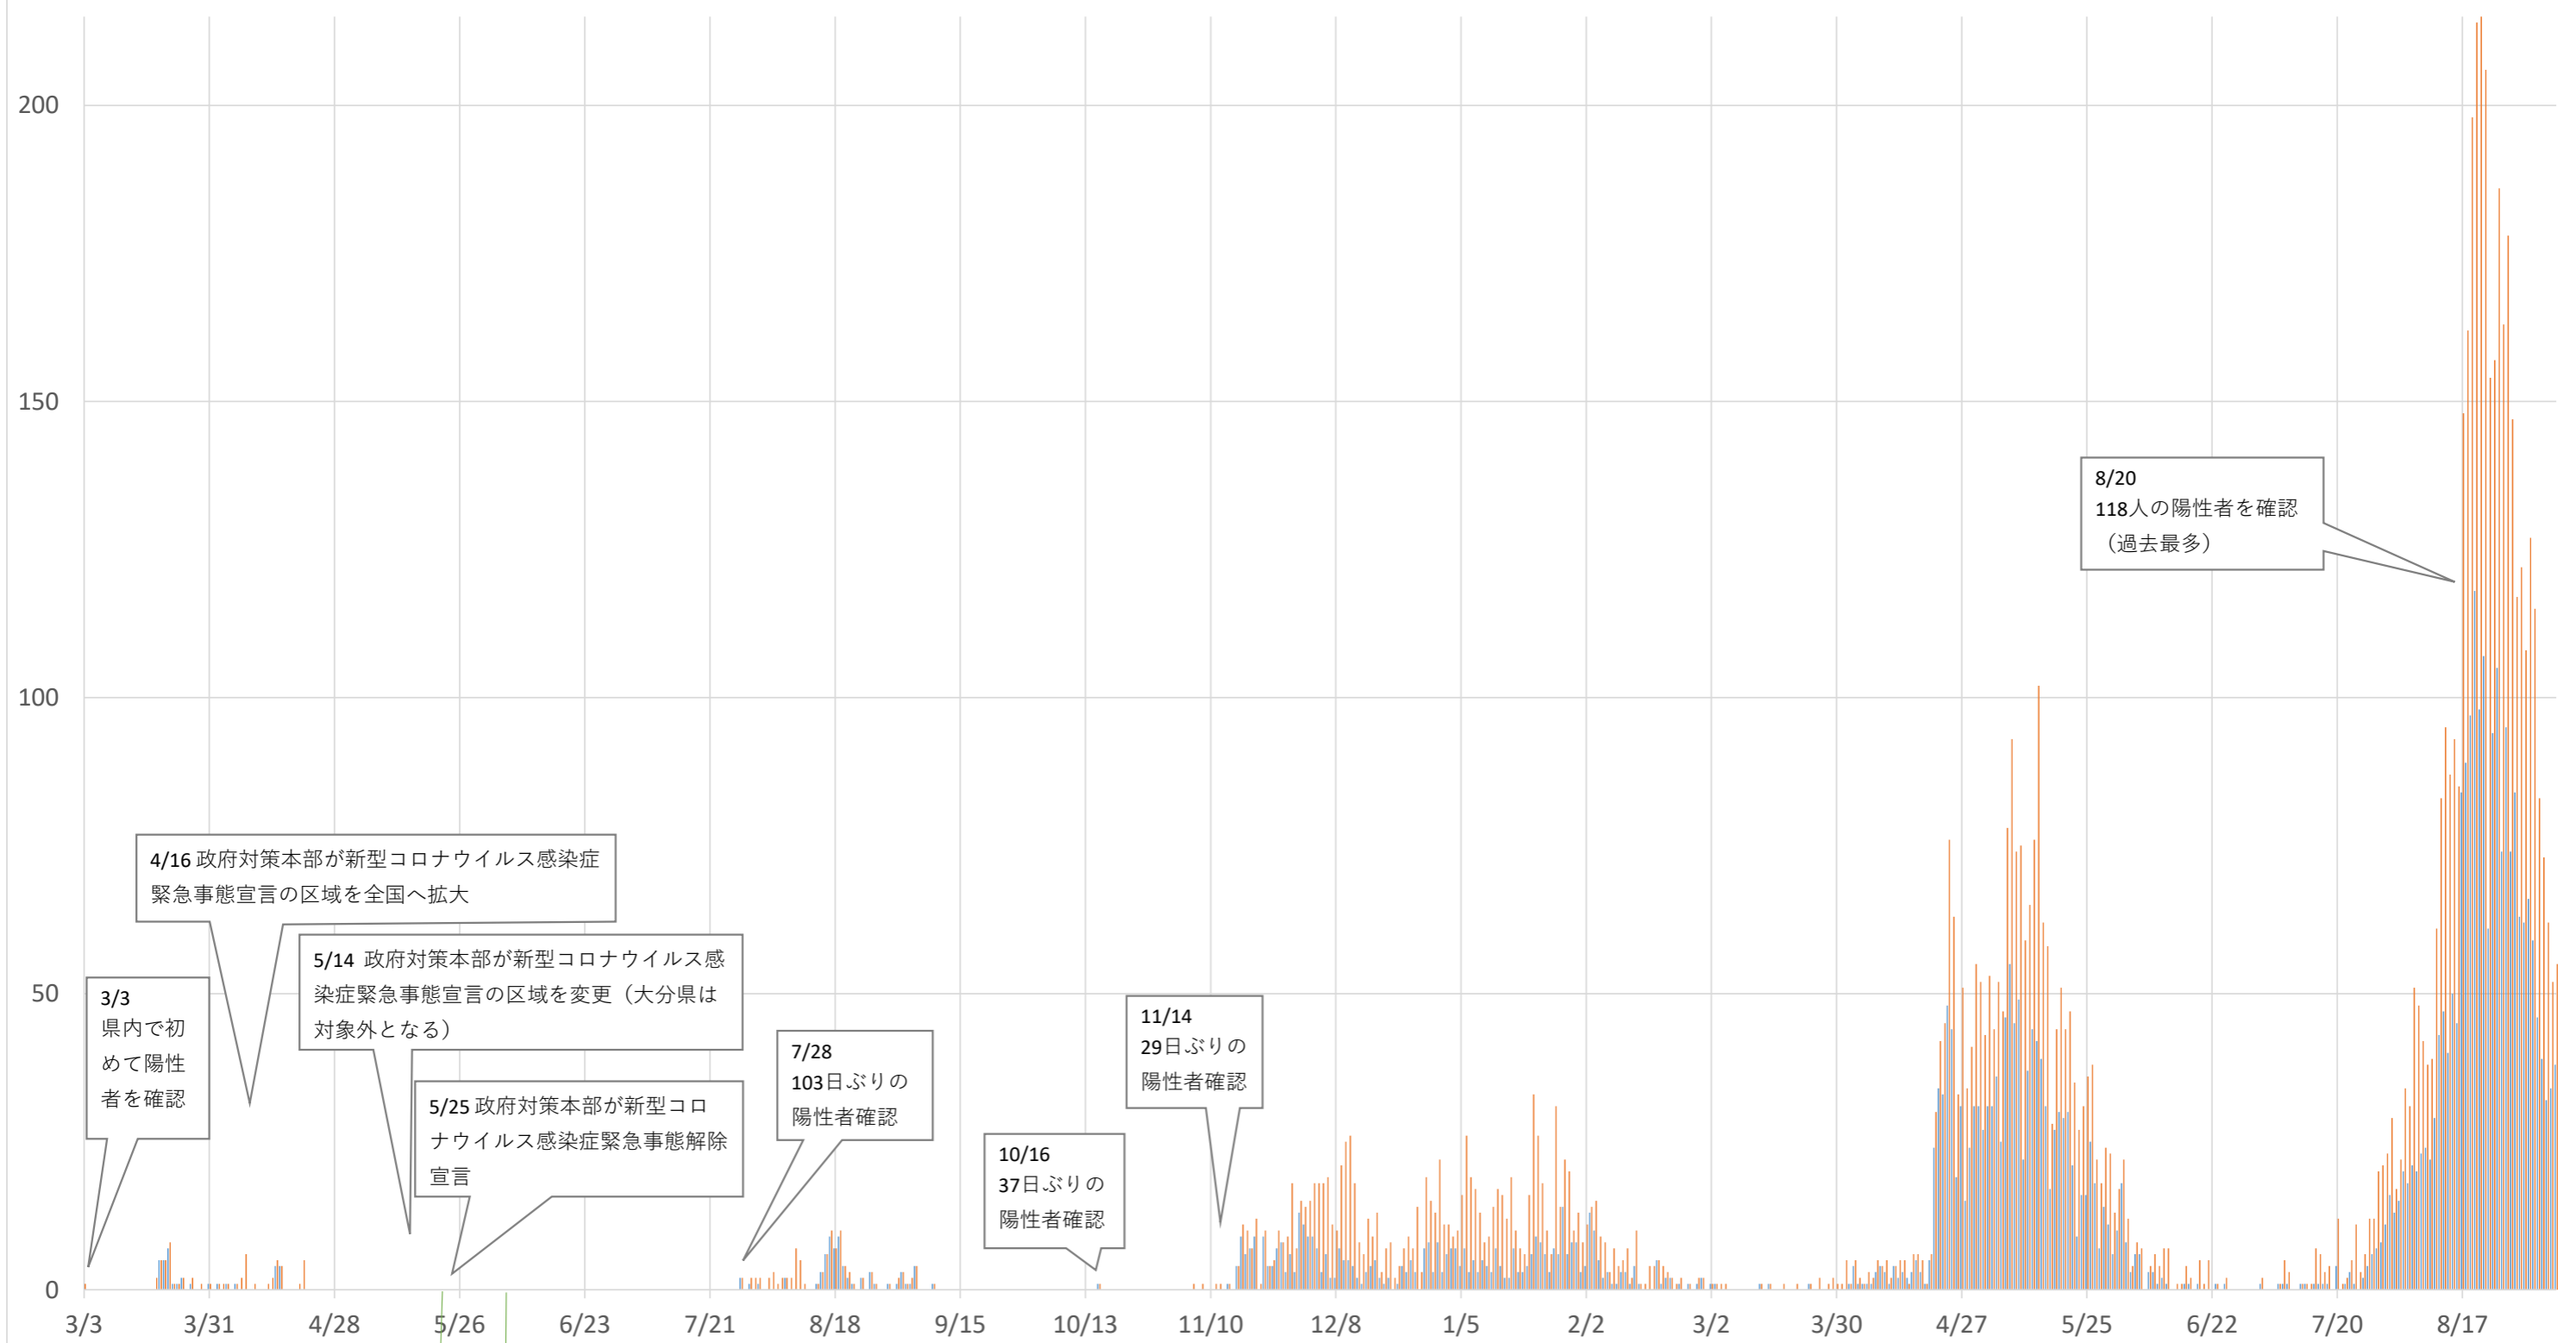 200
150
100
50
0
8/20
118人の陽性者を確認
（過去最多）
4/16 政府対策本部が新型コロナウイルス感染症
緊急事態宣言の区域を全国へ拡大
5/14 政府対策本部が新型コロナウイルス感
染症緊急事態宣言の区域を変更（大分県は
対象外となる）
3/3
県内で初
めて陽性
者を確認
5/25 政府対策本部が新型コロ
ナウイルス感染症緊急事態解除
宣言
7/28
103日ぶりの
陽性者確認
10/16
37日ぶりの
陽性者確認
11/14
29日ぶりの
陽性者確認
3/3 3/31 4/28 5/26 6/23 7/21 8/18 9/15 10/13 11/10 12/8 1/5 2/2 3/2 3/30 4/27 5/25 6/22 7/20 8/17